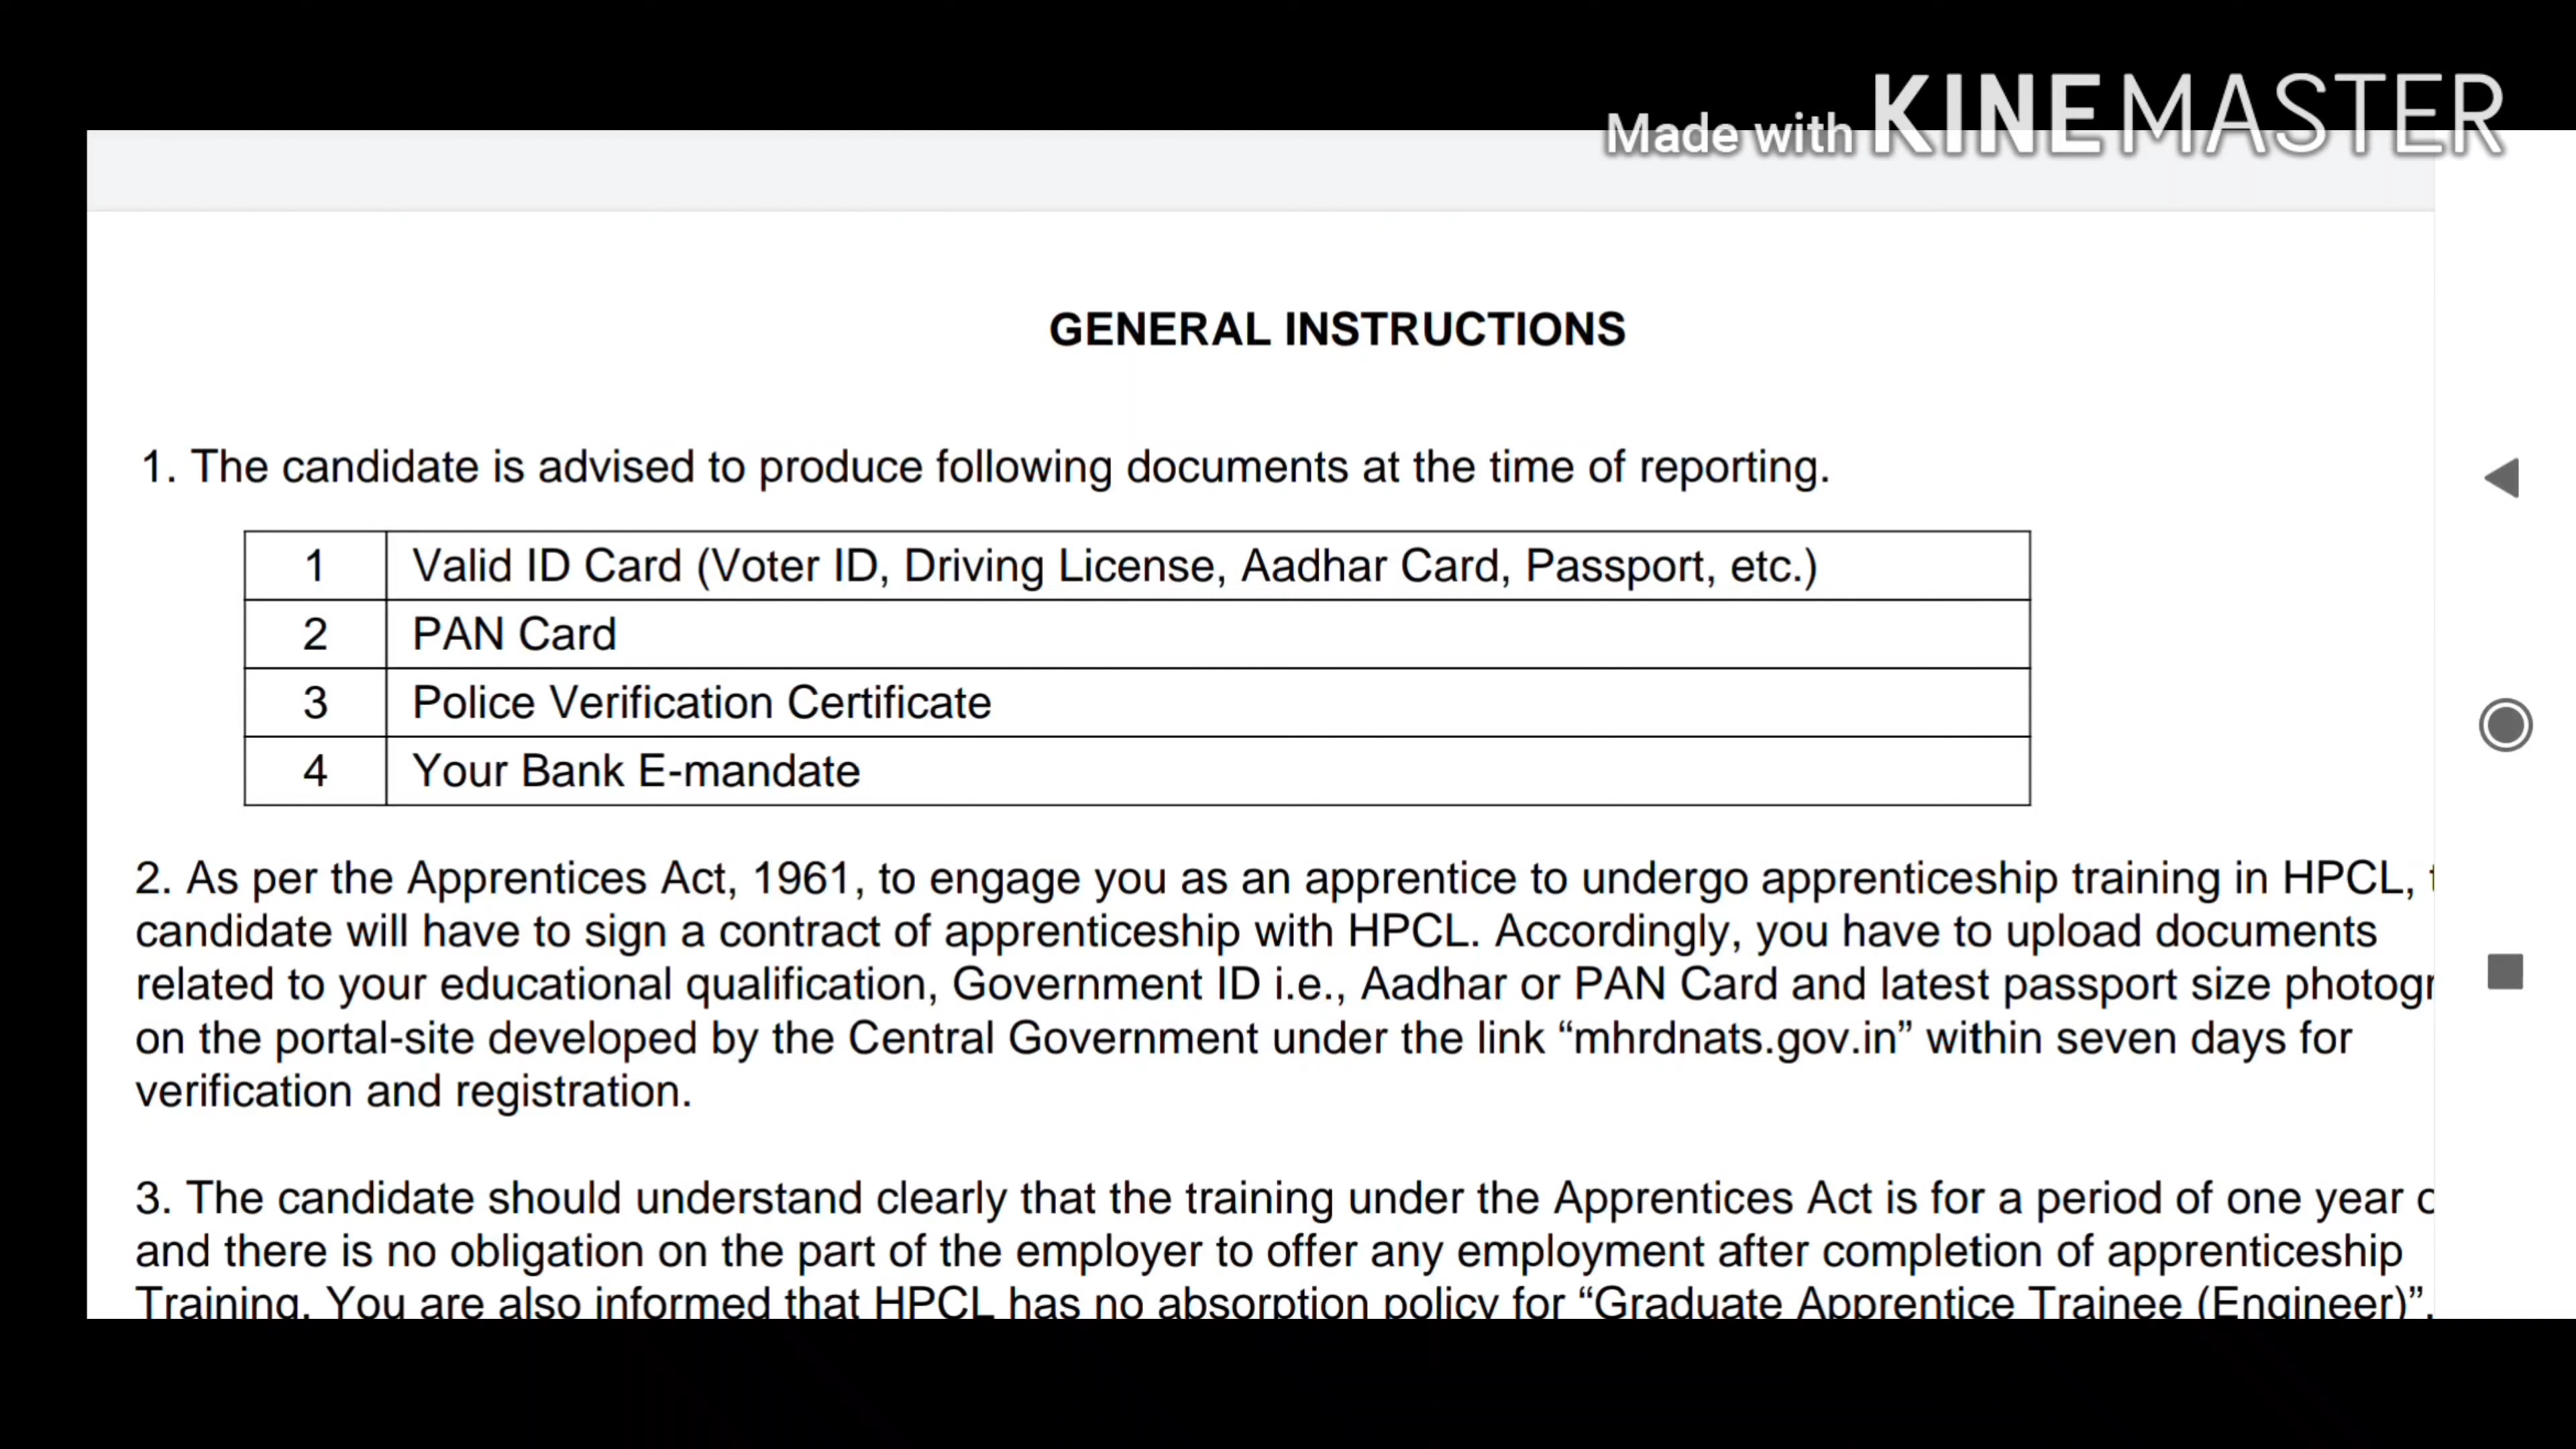 Made with KINEMASTER
GENERAL INSTRUCTIONS
1. The candidate is advised to produce following documents at the time of reporting.
1 Valid ID Card (Voter ID, Driving License, Aadhar Card, Passport, etc.)
2 PAN Card
3 Police Verification Certificate
4 Your Bank E-mandate
2. As per the Apprentices Act, 1961, to engage you as an apprentice to undergo apprenticeship training in HPCL,
candidate will have to sign a contract of apprenticeship with HPCL. Accordingly, you have to upload documents
related to your educational qualification, Government ID i.e., Aadhar or PAN Card and latest passport size
on the portal-site developed by the Central Government under the link “mhrdnats.gov.in” within seven days for
verification and registration.
3. The candidate should understand clearly that the training under the Apprentices Act is for a period of one year
and there is no obligation on the part of the employer to offer any employment after completion of apprenticeship
Training. You are also informed that HPCL has no absorption policy for “Graduate Apprentice Trainee (Engineer)”.